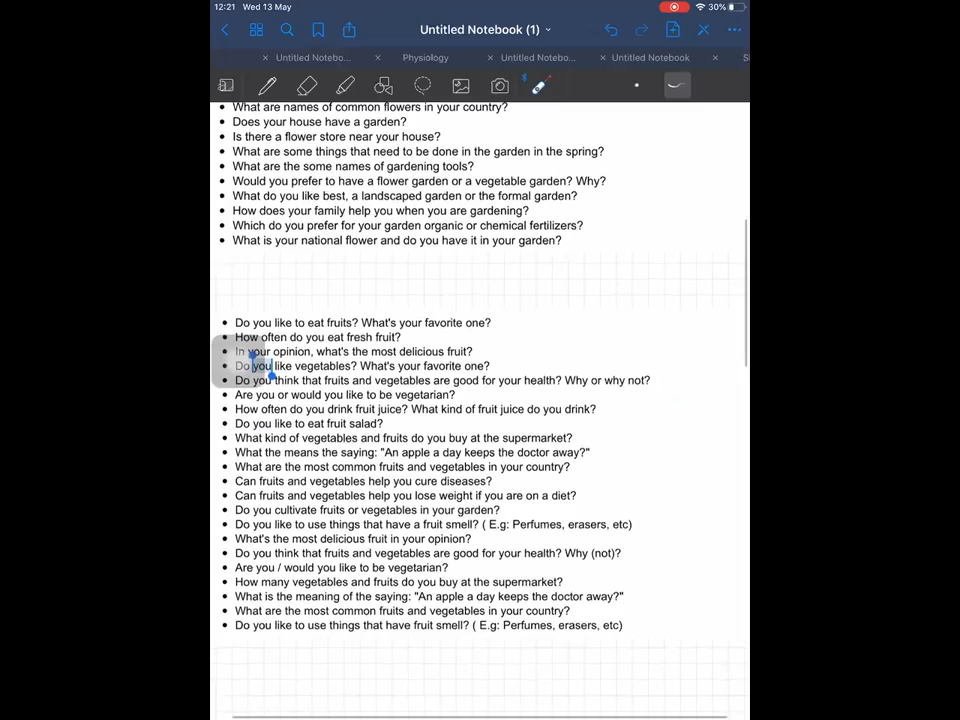 12:21 Wed 13 May 30%
Untitled Notebook (1)
Untitled Notebo... Physiology Untitled Notebo... Untitled Notebook
What are names of common flowers in your country?
Does your house have a garden?
Is there a flower store near your house?
What are some things that need to be done in the garden in the spring?
What are the some names of gardening tools?
Would you prefer to have a flower garden or a vegetable garden? Why?
What do you like best, a landscaped garden or the formal garden?
How does your family help you when you are gardening?
Which do you prefer for your garden organic or chemical fertilizers?
What is your national flower and do you have it in your garden?
Do you like to eat fruits? What's your favorite one?
How often do you eat fresh fruit?
In your opinion, what's the most delicious fruit?
Do you like vegetables? What's your favorite one?
Do you think that fruits and vegetables are good for your health? Why or why not?
Are you or would you like to be vegetarian?
How often do you drink fruit juice? What kind of fruit juice do you drink?
Do you like to eat fruit salad?
What kind of vegetables and fruits do you buy at the supermarket?
What the means the saying: "An apple a day keeps the doctor away?"
What are the most common fruits and vegetables in your country?
Can fruits and vegetables help you cure diseases?
Can fruits and vegetables help you lose weight if you are on a diet?
Do you cultivate fruits or vegetables in your garden?
Do you like to use things that have a fruit smell? ( E.g: Perfumes, erasers, etc)
What's the most delicious fruit in your opinion?
Do you think that fruits and vegetables are good for your health? Why (not)?
Are you / would you like to be vegetarian?
How many vegetables and fruits do you buy at the supermarket?
What is the meaning of the saying: "An apple a day keeps the doctor away?"
What are the most common fruits and vegetables in your country?
Do you like to use things that have fruit smell? ( E.g: Perfumes, erasers, etc)